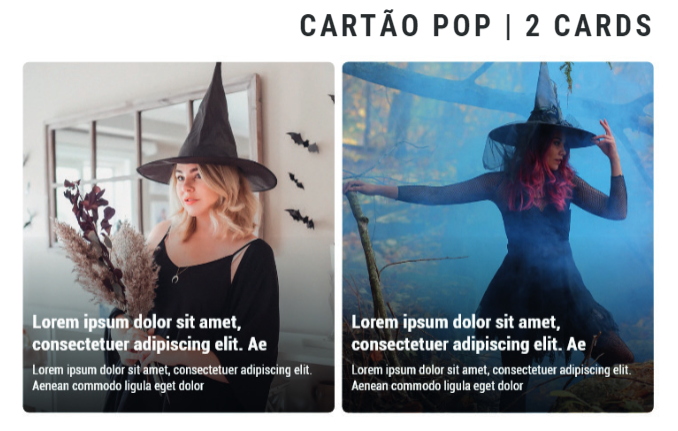 CARTÃO POP | 2 CARDS
Lorem ipsum dolor sit amet,
consectetuer adipiscing elit. Ae
Lorem ipsum dolor sit amet, consectetuer adipiscing elit.
Aenean commodo ligula eget dolor
Lorem ipsum dolor sit amet,
consectetuer adipiscing elit. Ae
Lorem ipsum dolor sit amet, consectetuer adipiscing elit.
Aenean commodo ligula eget dolor